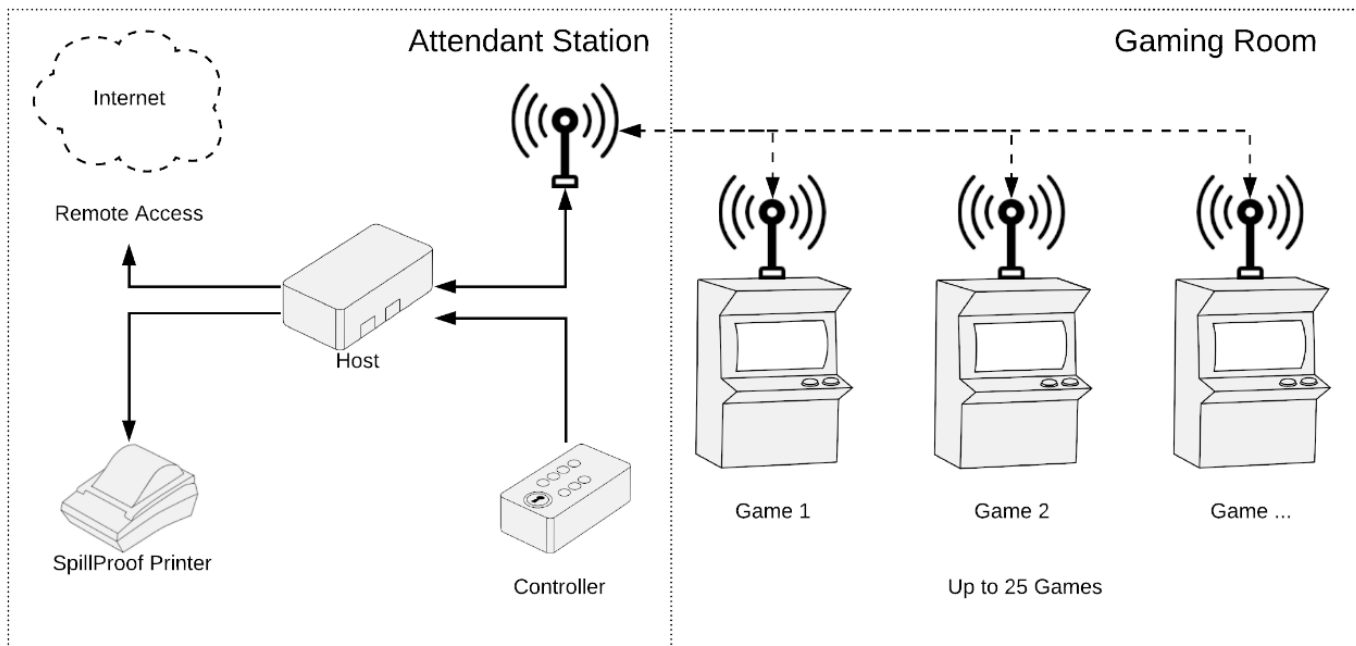 Attendant Station
Gaming Room
Internet
Remote Access
Host
SpillProof Printer
Controller
Game 1
Game 2
Game ...
Up to 25 Games